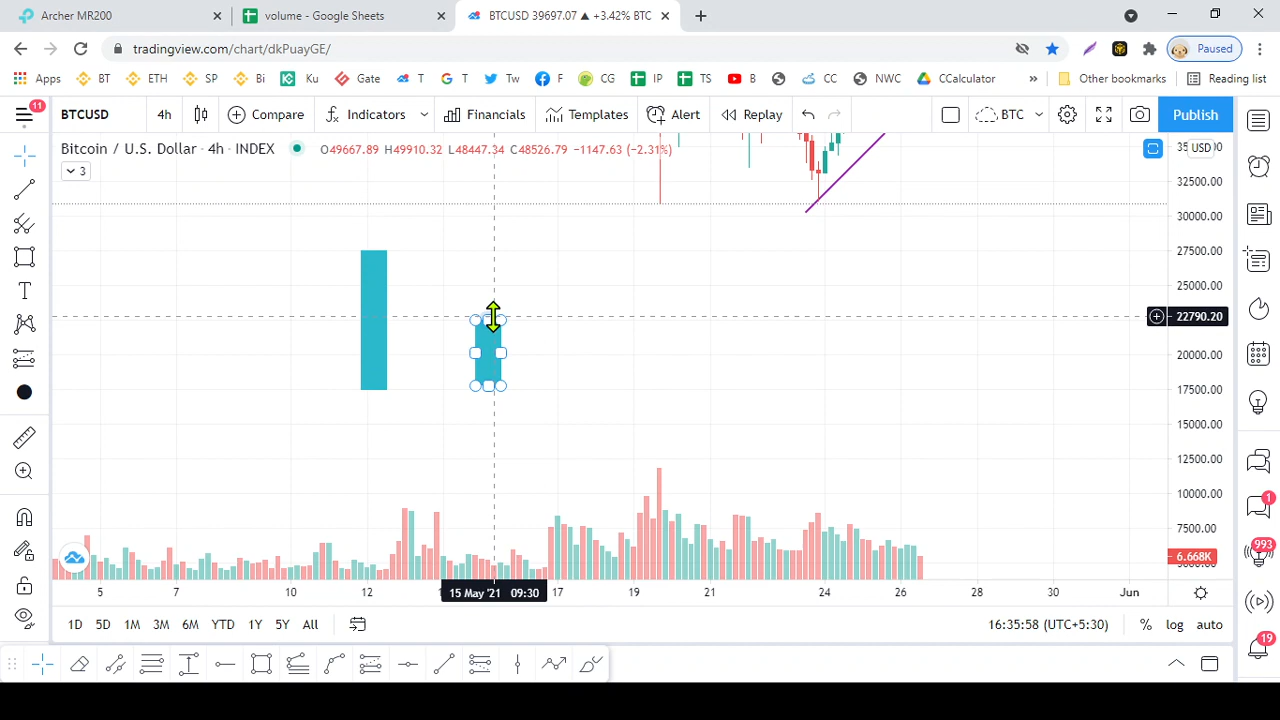 Archer MR200
volume - Google Sheets
BTCUSD 39697.07 ▲ +3.42% BTC
tradingview.com/chart/dkPuayGE/
Paused
Apps BT ETH SP Bi Ku Gate T T Tw F CG IP TS B CC NWC CCalculator » Other bookmarks Reading list
11
BTCUSD 4h Compare Indicators Financials Templates Alert Replay BTC Publish
Bitcoin / U.S. Dollar · 4h · INDEX O49667.89 H49910.32 L48447.34 C48526.79 −1147.63 (−2.31%)
USD
3
32500.00
30000.00
27500.00
25000.00
22790.20
20000.00
17500.00
15000.00
12500.00
10000.00
7500.00
6.668K
5 7 10 12 15 May '21 09:30 17 19 21 24 26 28 30 Jun
1D 5D 1M 3M 6M YTD 1Y 5Y All 16:35:58 (UTC+5:30) % log auto
T
1
993
19